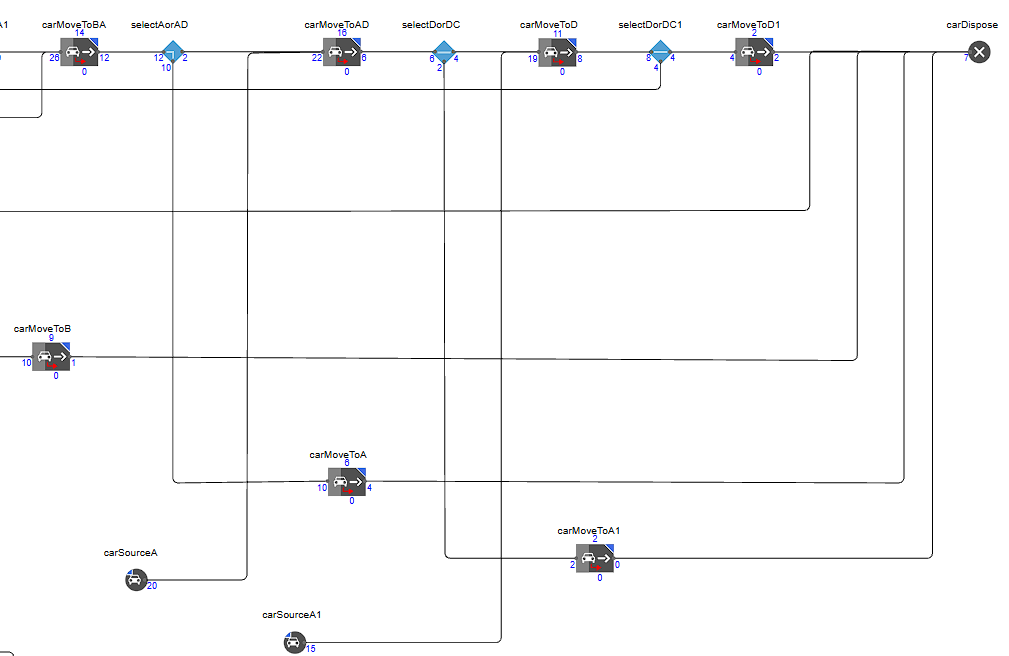 A1
carMoveToBA
selectAorAD
carMoveToAD
selectDorDC
carMoveToD
selectDorDC1
carMoveToD1
carDispose
14
16
11
2
26
12
12
2
22
6
6
4
19
8
8
4
4
2
7
0
10
0
2
0
4
0
carMoveToB
9
10
1
0
carMoveToA
6
10
4
0
carMoveToA1
2
2
0
0
carSourceA
20
carSourceA1
15